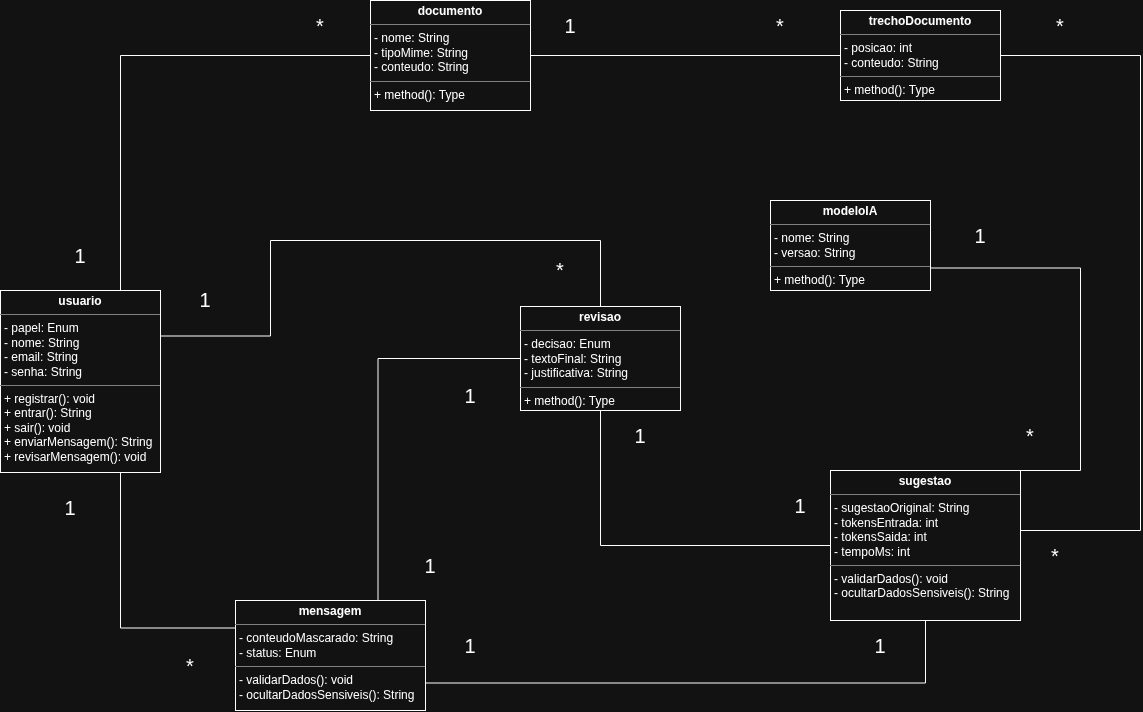 documento
- nome: String
- tipoMime: String
- conteudo: String
+ method(): Type
*
1
*
trechoDocumento
- posicao: int
- conteudo: String
+ method(): Type
*
modeloIA
- nome: String
- versao: String
+ method(): Type
1
1
usuario
- papel: Enum
- nome: String
- email: String
- senha: String
+ registrar(): void
+ entrar(): String
+ sair(): void
+ enviarMensagem(): String
+ revisarMensagem(): void
1
*
revisao
- decisao: Enum
- textoFinal: String
- justificativa: String
+ method(): Type
1
1
*
1
sugestao
- sugestaoOriginal: String
- tokensEntrada: int
- tokensSaida: int
- tempoMs: int
- validarDados(): void
- ocultarDadosSensiveis(): String
*
1
1
mensagem
- conteudoMascarado: String
- status: Enum
- validarDados(): void
- ocultarDadosSensiveis(): String
*
1
1